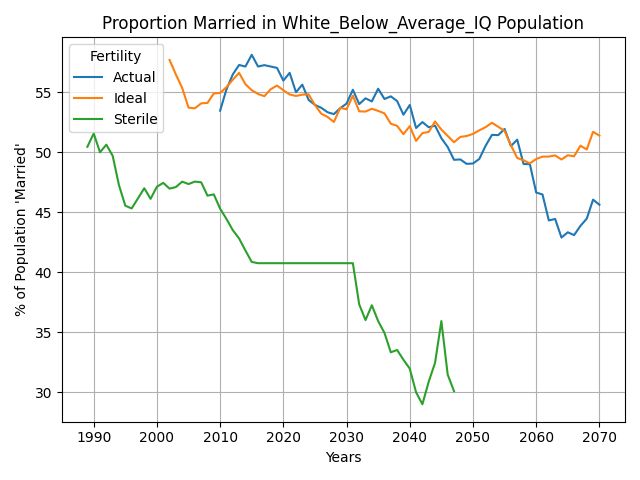 Proportion Married in White_Below_Average_IQ Population
Fertility
Actual
Ideal
Sterile
% of Population 'Married'
55
50
45
40
35
30
1990 2000 2010 2020 2030 2040 2050 2060 2070
Years